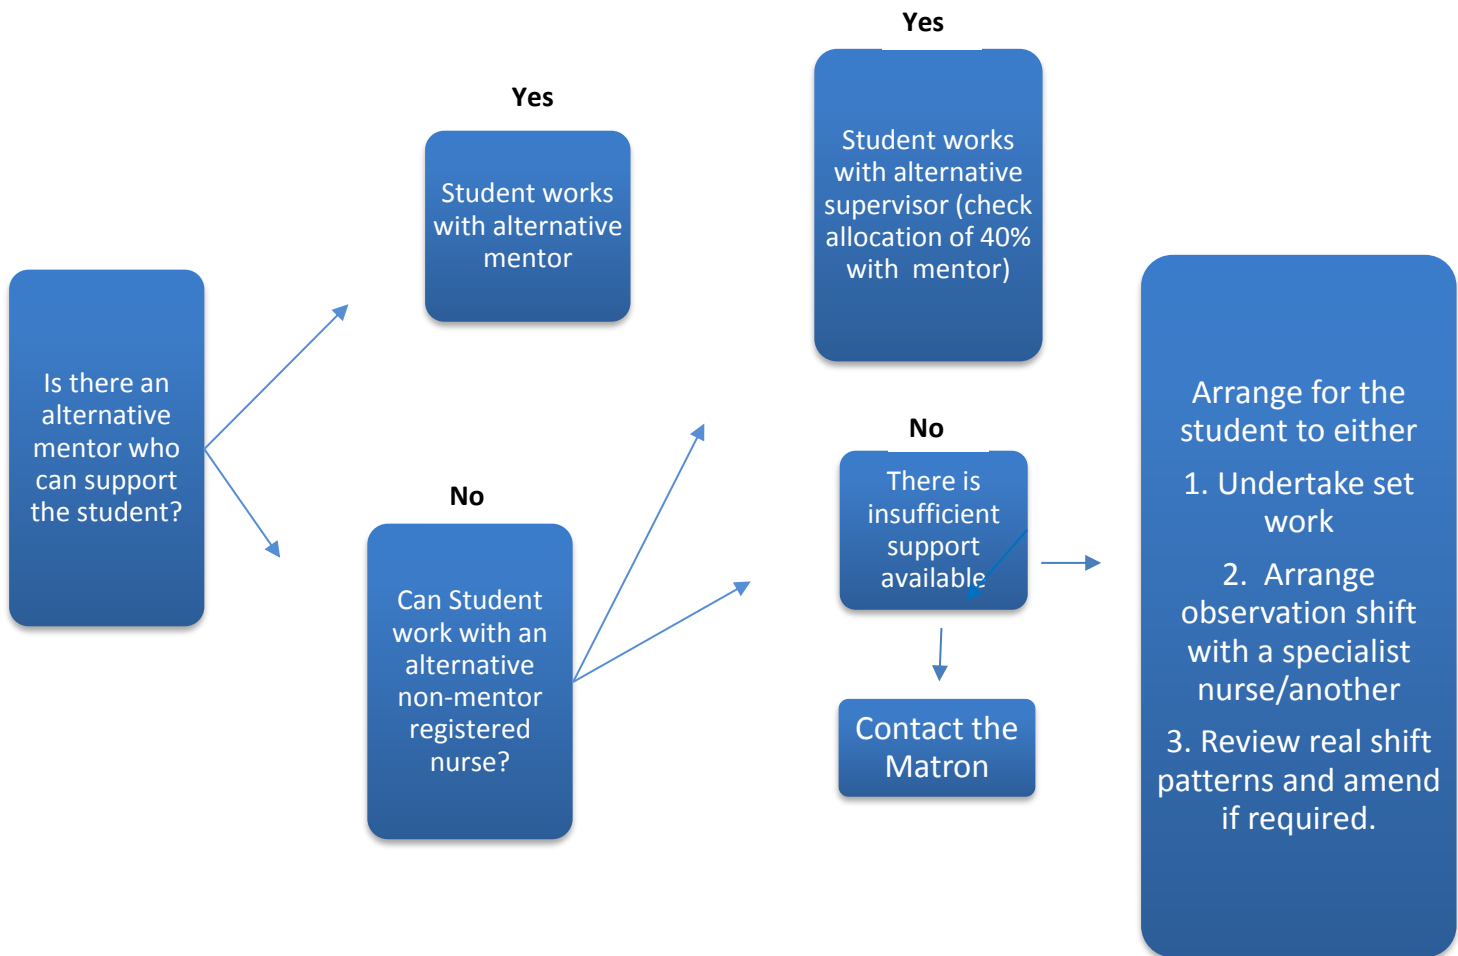 Is there an
alternative
mentor who
can support
the student?
Yes
Student works
with alternative
mentor
No
Can Student
work with an
alternative
non-mentor
registered
nurse?
Yes
Student works
with alternative
supervisor (check
allocation of 40%
with mentor)
No
There is
insufficient
support
available
Contact the
Matron
Arrange for the
student to either
1. Undertake set
work
2. Arrange
observation shift
with a specialist
nurse/another
3. Review real shift
patterns and amend
if required.